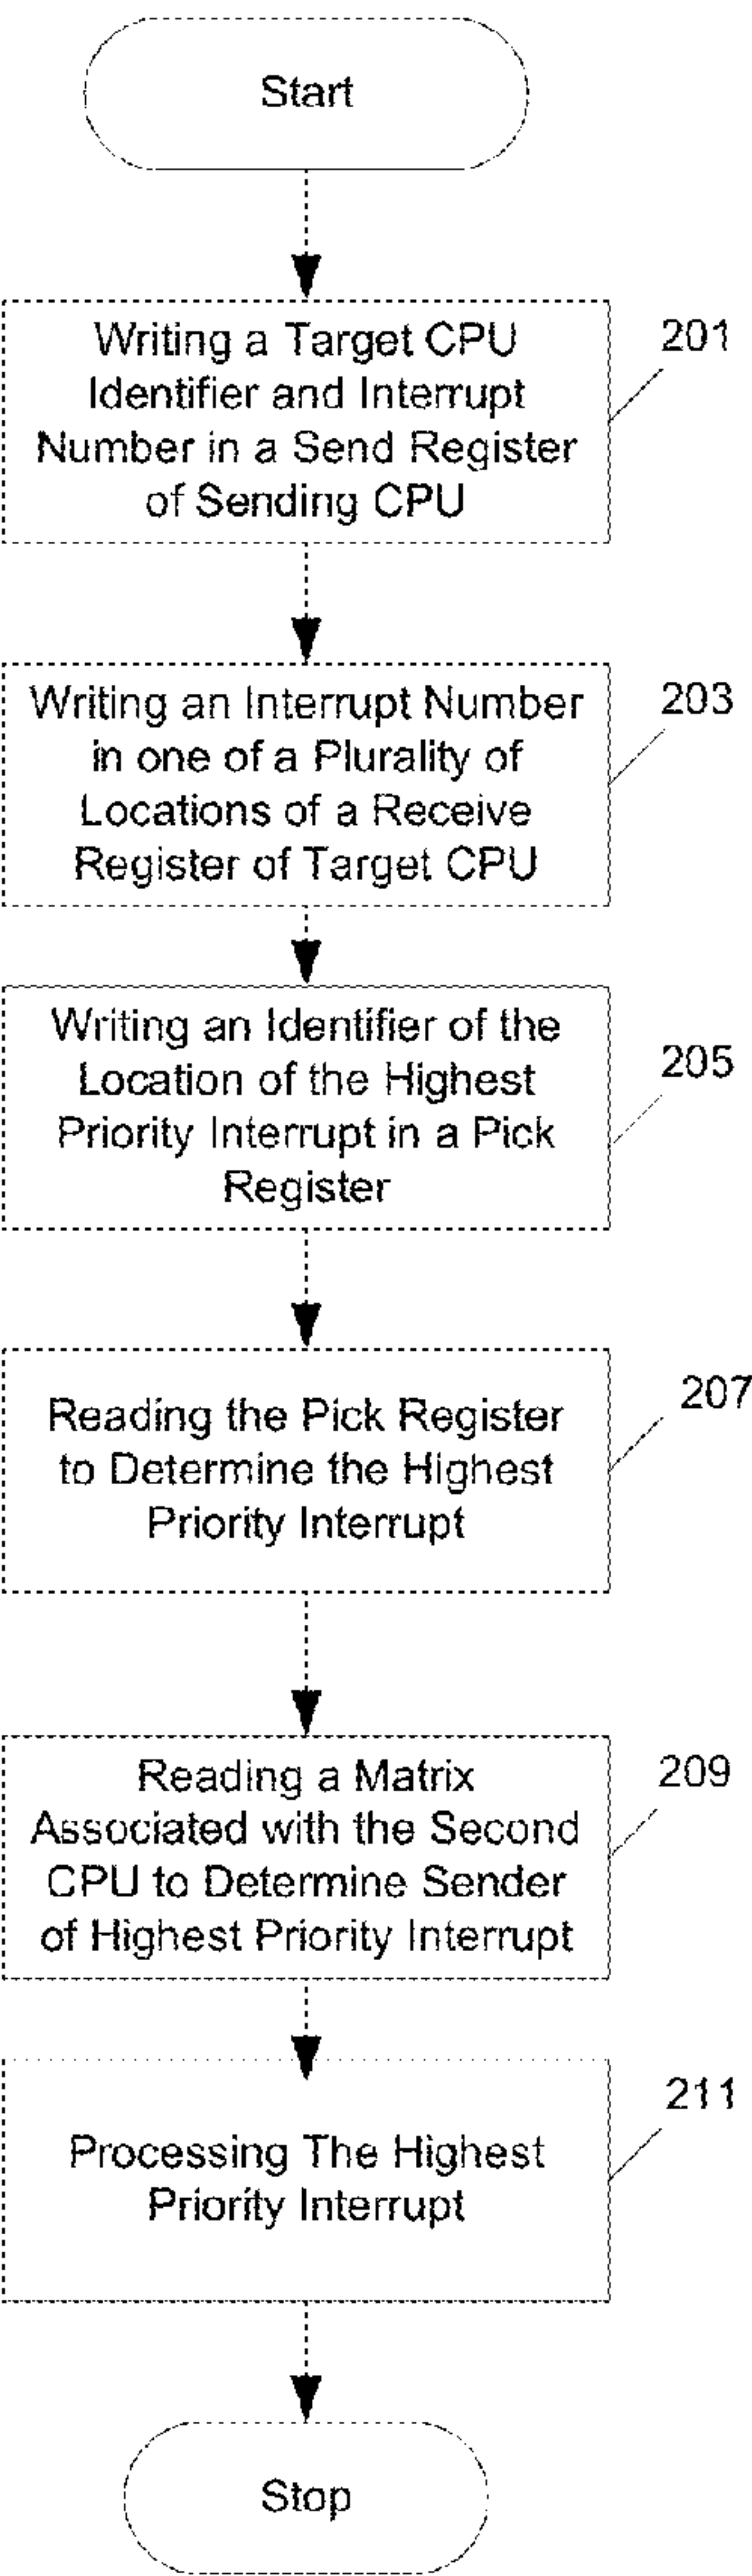 Start
Writing a Target CPU
Identifier and Interrupt
Number in a Send Register
of Sending CPU
201
Writing an Interrupt Number
in one of a Plurality of
Locations of a Receive
Register of Target CPU
203
Writing an Identifier of the
Location of the Highest
Priority Interrupt in a Pick
Register
205
Reading the Pick Register
to Determine the Highest
Priority Interrupt
207
Reading a Matrix
Associated with the Second
CPU to Determine Sender
of Highest Priority Interrupt
209
Processing The Highest
Priority Interrupt
211
Stop